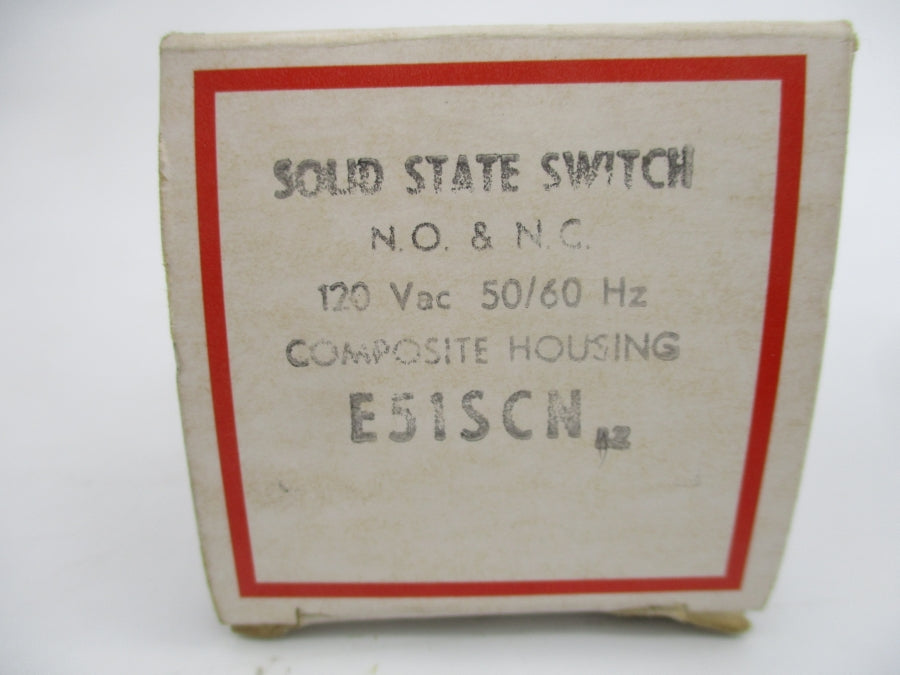 SOLID STATE SWITCH
N.O. & N.C.
120 Vac 50/60 Hz
COMPOSITE HOUSING
E51SCN